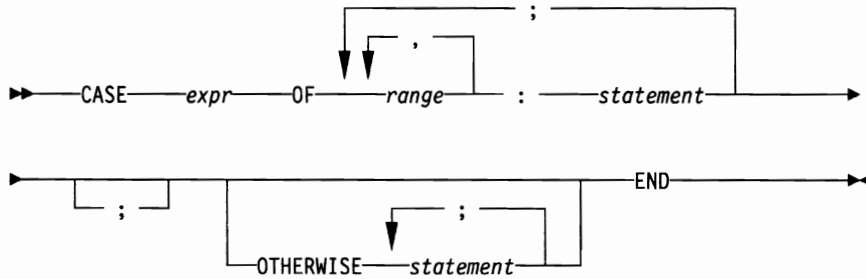 ;
,
CASE expr OF range : statement
END
;
;
OTHERWISE statement